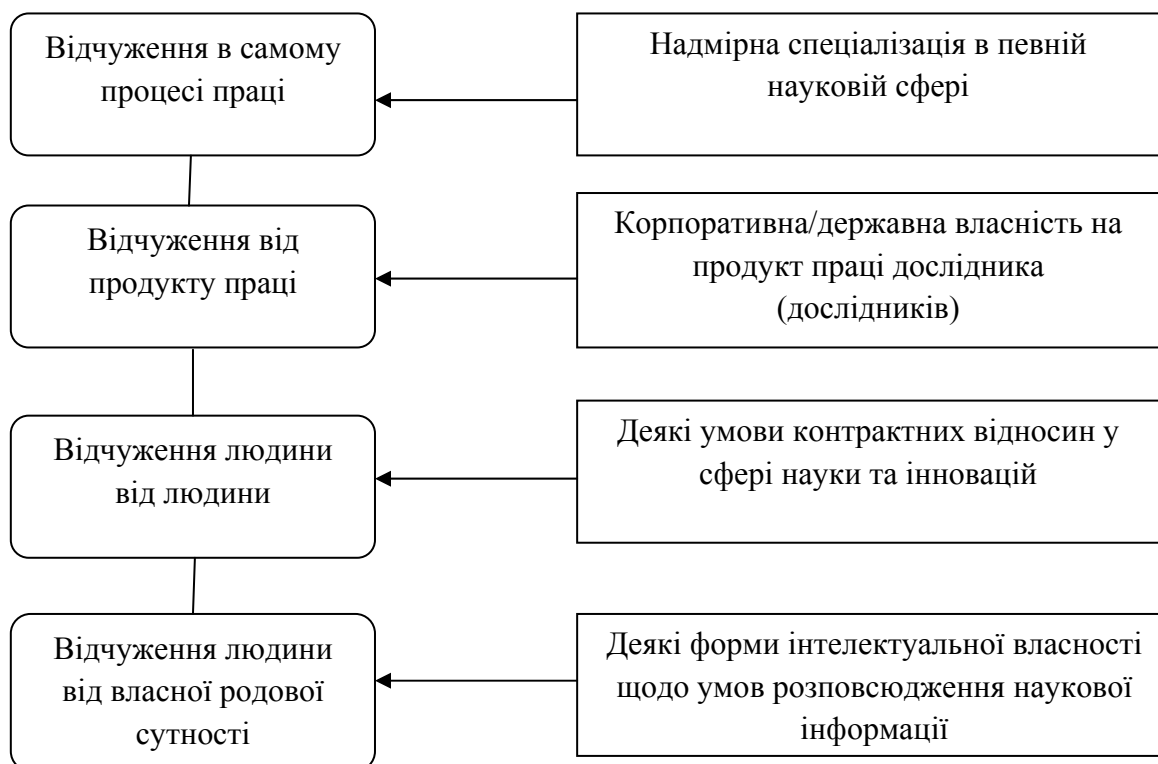 Відчуження в самому
процесі праці
Надмірна спеціалізація в певній
науковій сфері
Відчуження від
продукту праці
Корпоративна/державна власність на
продукт праці дослідника
(дослідників)
Відчуження людини
від людини
Деякі умови контрактних відносин у
сфері науки та інновацій
Відчуження людини
від власної родової
сутності
Деякі форми інтелектуальної власності
щодо умов розповсюдження наукової
інформації